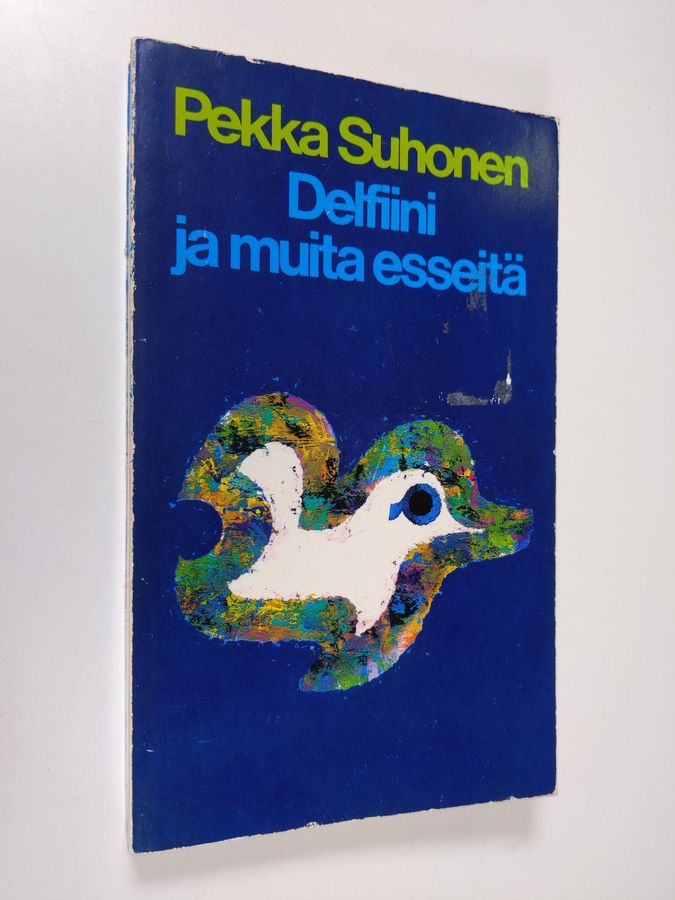 Pekka Suhonen
Delfiini
ja muita esseitä